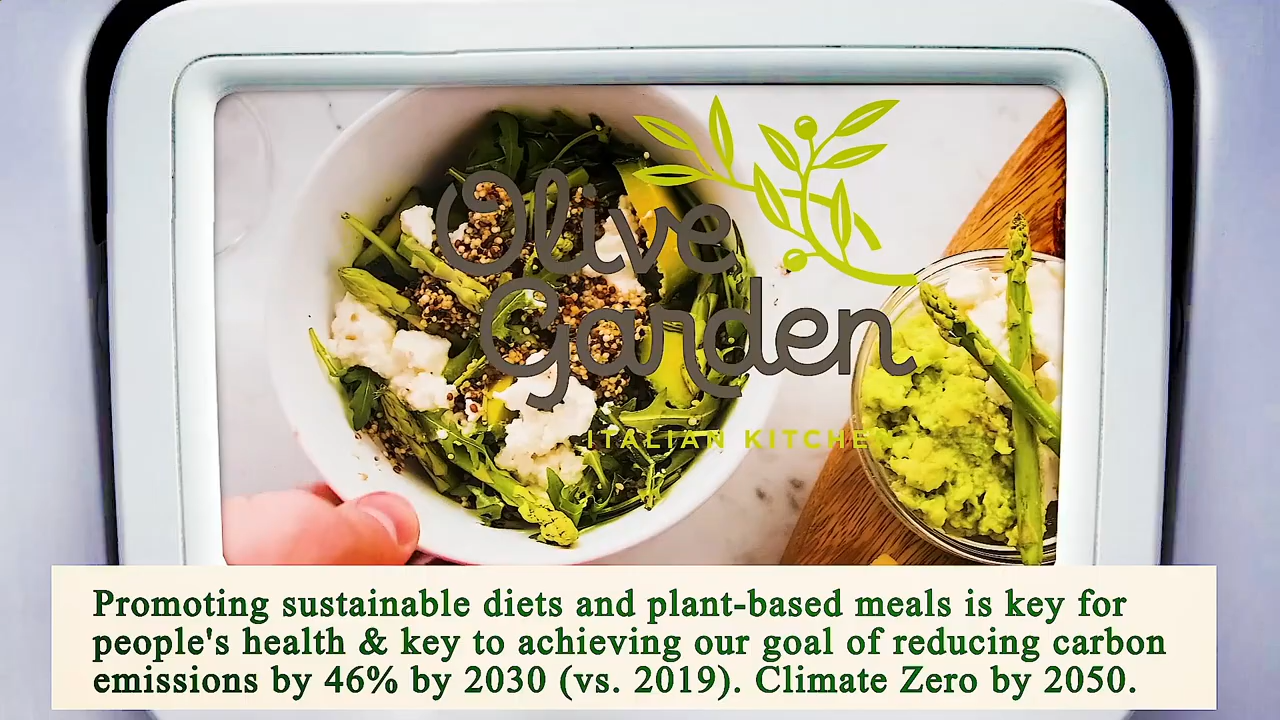 Olive
Garden
ITALIAN KITCHEN
Promoting sustainable diets and plant-based meals is key for
people's health & key to achieving our goal of reducing carbon
emissions by 46% by 2030 (vs. 2019). Climate Zero by 2050.